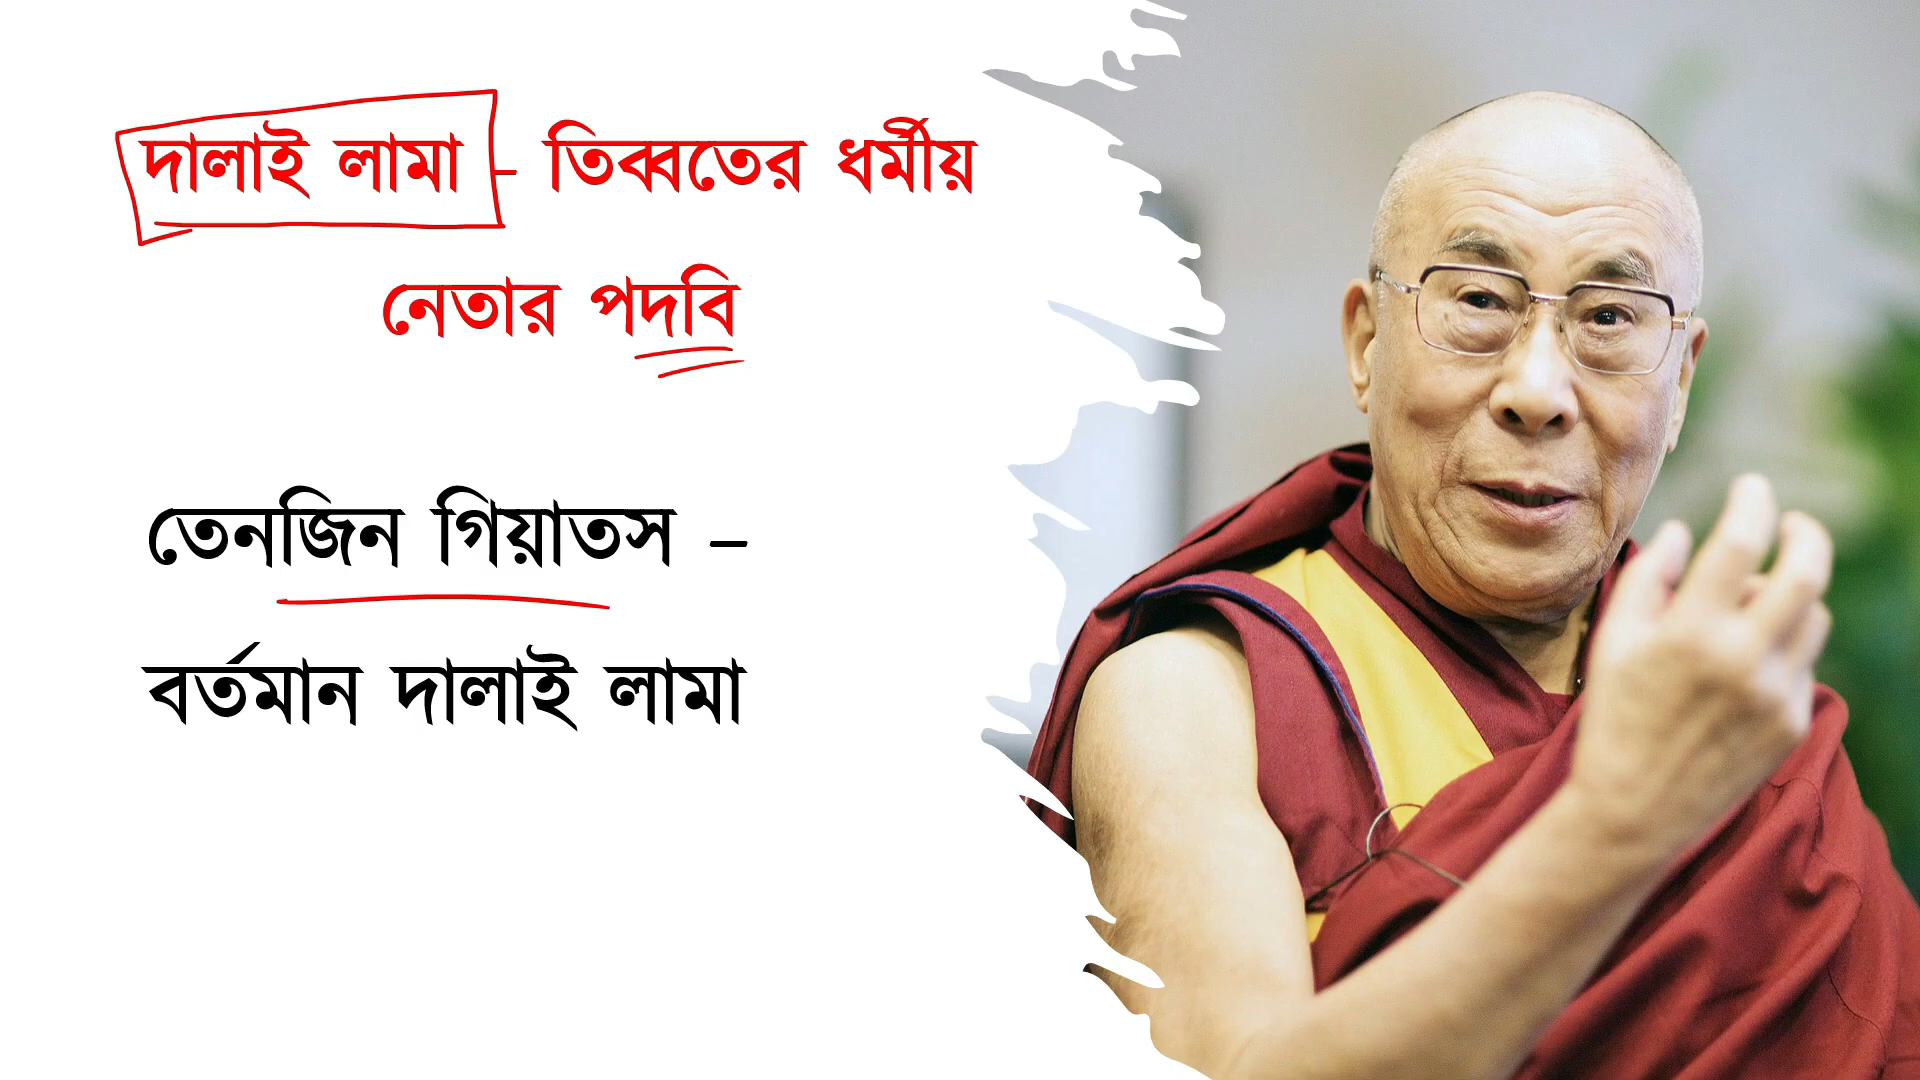 দালাই লামা – তিব্বতের ধর্মীয়
নেতার পদবি
তেনজিন গিয়াতস –
বর্তমান দালাই লামা